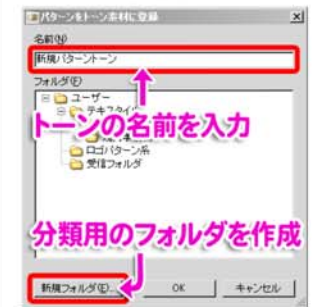 パターンをトーン素材に登録
名前(N)
新規パターントーン
フォルダ(F)
ユーザー
トーンの名前を入力
ロゴパターン系
受信フォルダ
分類用のフォルダを作成
新規フォルダ(E)...
OK
キャンセル